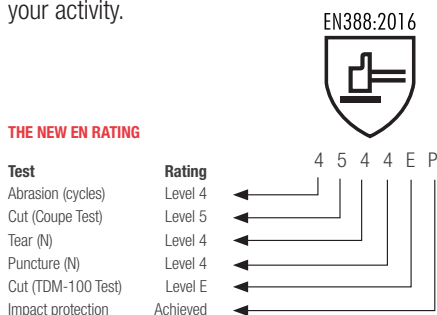 your activity.
EN388:2016
THE NEW EN RATING
4 5 4 4 E P
Test Rating
Abrasion (cycles) Level 4
Cut (Coupe Test) Level 5
Tear (N) Level 4
Puncture (N) Level 4
Cut (TDM-100 Test) Level E
Impact protection Achieved